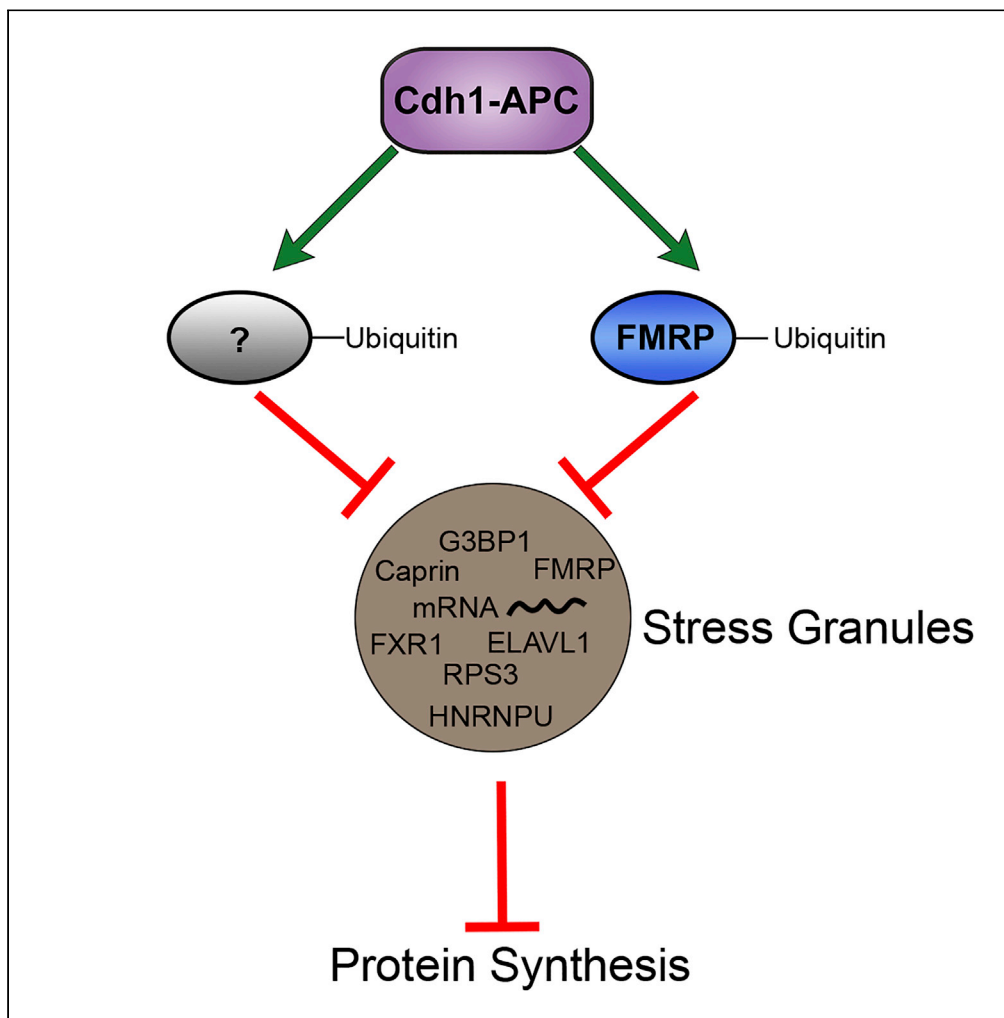 Cdh1-APC
?
Ubiquitin
FMRP
Ubiquitin
G3BP1
Caprin
FMRP
mRNA
FXR1
ELAVL1
RPS3
HNRNPU
Stress Granules
Protein Synthesis